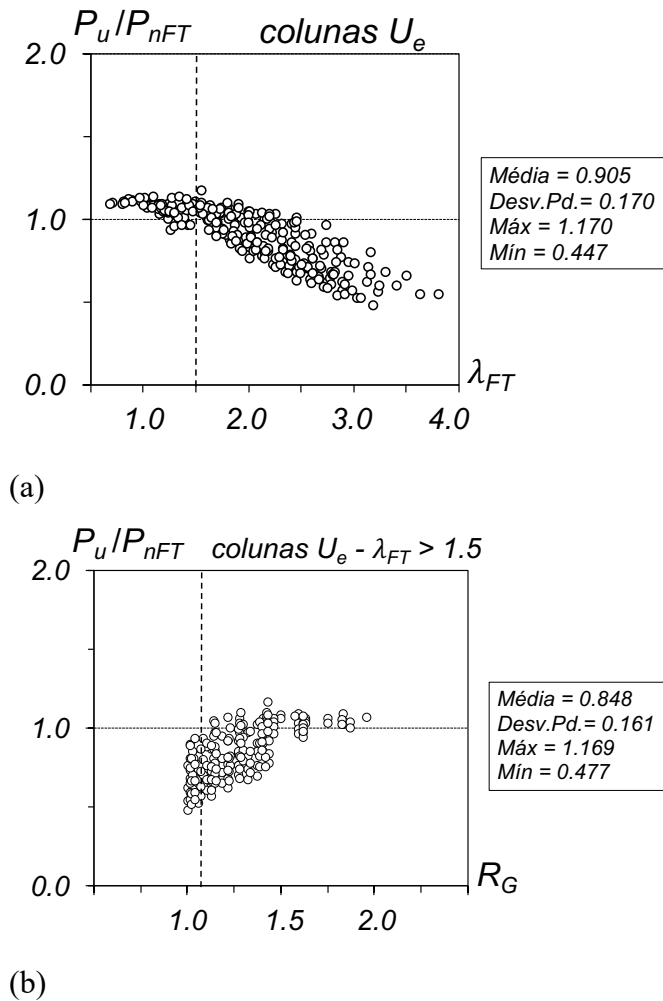 P_u/P_nFT colunas U_e
2.0
1.0
0.0
1.0 2.0 3.0 4.0
λ_FT
Média = 0.905
Desv.Pd.= 0.170
Máx = 1.170
Mín = 0.447
(a)
P_u/P_nFT colunas U_e - λ_FT > 1.5
2.0
1.0
0.0
1.0 1.5 2.0
R_G
Média = 0.848
Desv.Pd.= 0.161
Máx = 1.169
Mín = 0.477
(b)